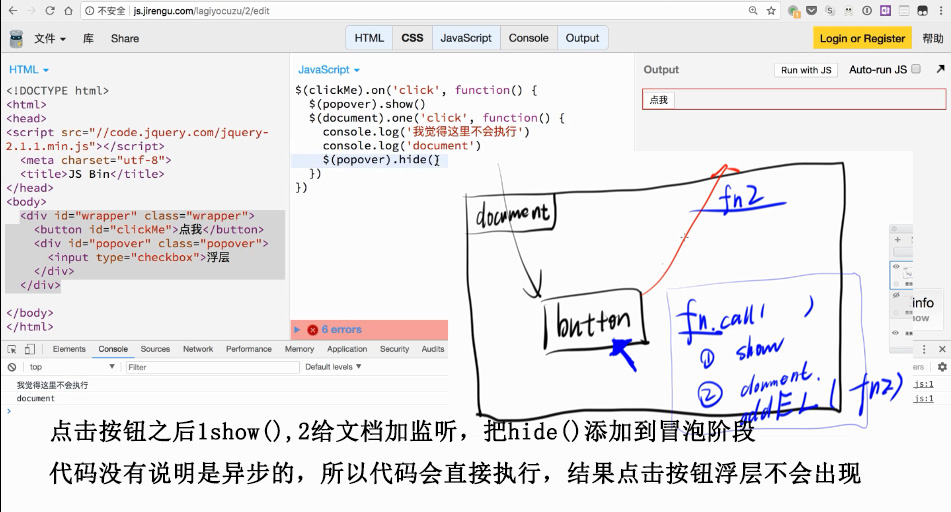 不安全 js.jirengu.com/lagiyocuzu/2/edit
文件 库 Share HTML CSS JavaScript Console Output Login or Register 帮助
HTML
<!DOCTYPE html>
<html>
<head>
<script src="//code.jquery.com/jquery-
2.1.1.min.js"></script>
<meta charset="utf-8">
<title>JS Bin</title>
</head>
<body>
<div id="wrapper" class="wrapper">
<button id="clickMe">点我</button>
<div id="popover" class="popover">
<input type="checkbox">浮层
</div>
</div>
</body>
</html>
JavaScript
$(clickMe).on('click', function() {
$(popover).show()
$(document).one('click', function() {
console.log('我觉得这里不会执行')
console.log('document')
$(popover).hide()
})
})
6 errors
Output Run with JS Auto-run JS
点我
document
fn2
button
fn.call( )
① show
② document.
addEL( fn2)
info
Elements Console Sources Network Performance Memory Application Security Audits
top Filter Default levels
我觉得这里不会执行 js:1
document js:1
点击按钮之后1show(),2给文档加监听，把hide()添加到冒泡阶段
代码没有说明是异步的，所以代码会直接执行，结果点击按钮浮层不会出现